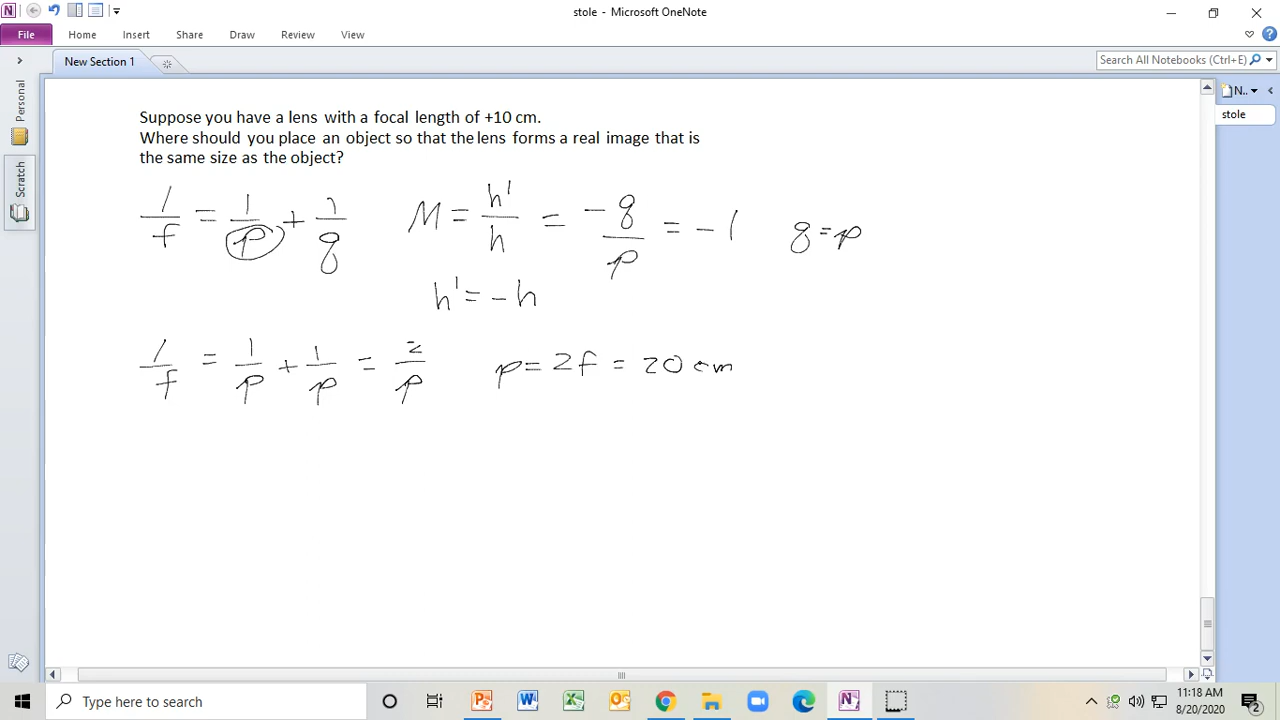 stole - Microsoft OneNote
File Home Insert Share Draw Review View
New Section 1
Search All Notebooks (Ctrl+E)
N..
stole
Personal
Scratch
Suppose you have a lens with a focal length of +10 cm.
Where should you place an object so that the lens forms a real image that is
the same size as the object?
1/f = 1/p + 1/q M = h'/h = -q/p = -1 q = p
h' = -h
1/f = 1/p + 1/p = 2/p p = 2f = 20 cm
Type here to search
11:18 AM
8/20/2020
2